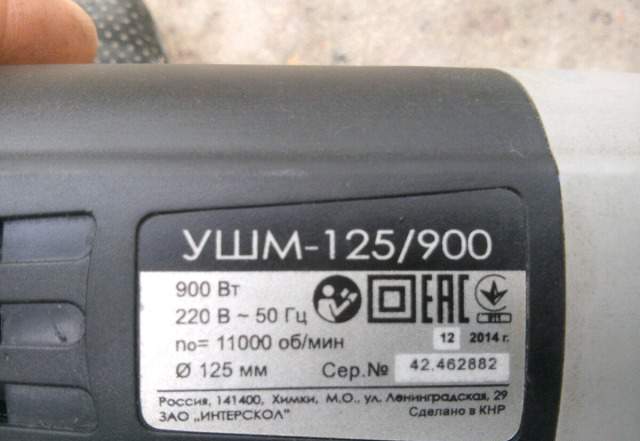 УШМ-125/900
900 Вт
220 В ~ 50 Гц
EAC
no= 11000 об/мин
12 2014 г.
Ø 125 мм Сер.№ 42.462882
Россия, 141400, Химки, М.О., ул. Ленинградская, 29
ЗАО „ИНТЕРСКОЛ" Сделано в КНР